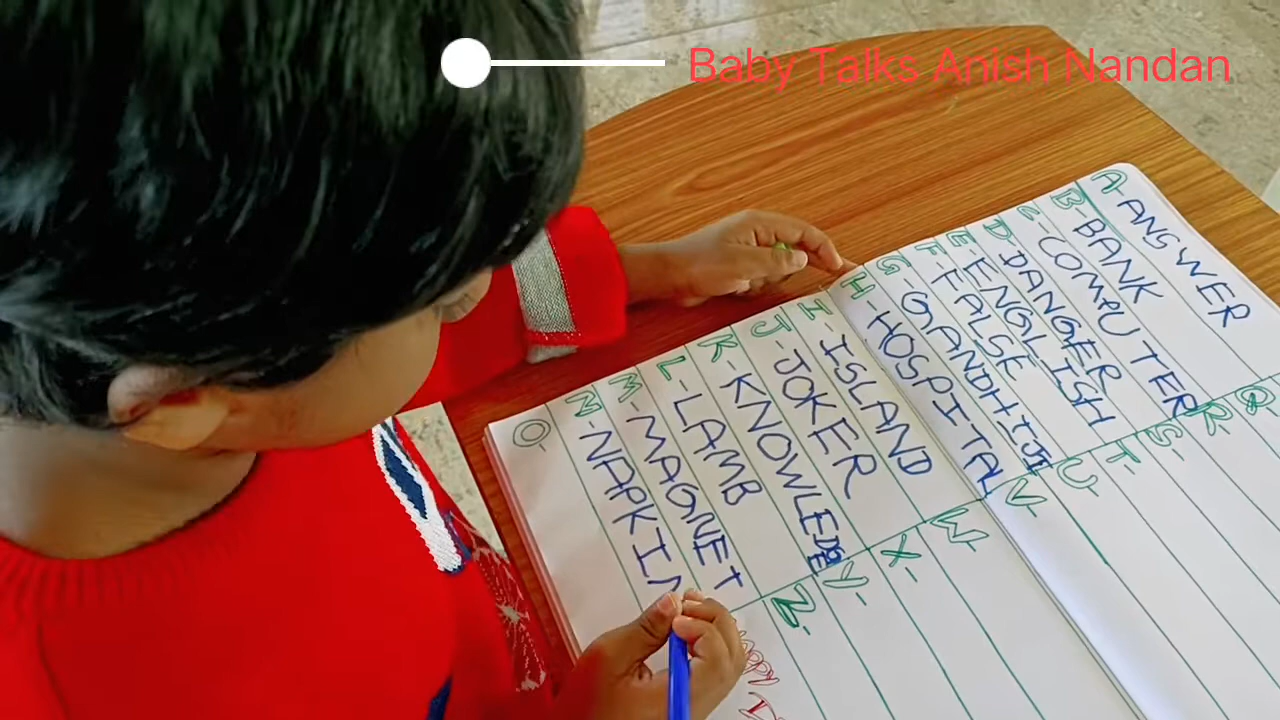 Baby Talks Anish Nandan
A-ANSWER
B-BANK
C-COMPUTER
D-DANGER
E-ENGLISH
F-FALSE
G-GANDHIJI
H-HOSPITAL
I-ISLAND
J-JOKER
K-KNOWLEDGE
L-LAMB
M-MAGNET
N-NAPKIN
O-
Q-
R-
S-
T-
U-
V-
W-
X-
Y-
Z-